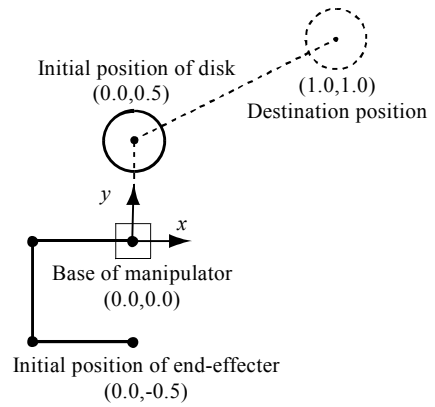 Initial position of disk
(0.0,0.5)
(1.0,1.0)
Destination position
y
x
Base of manipulator
(0.0,0.0)
Initial position of end-effecter
(0.0,-0.5)